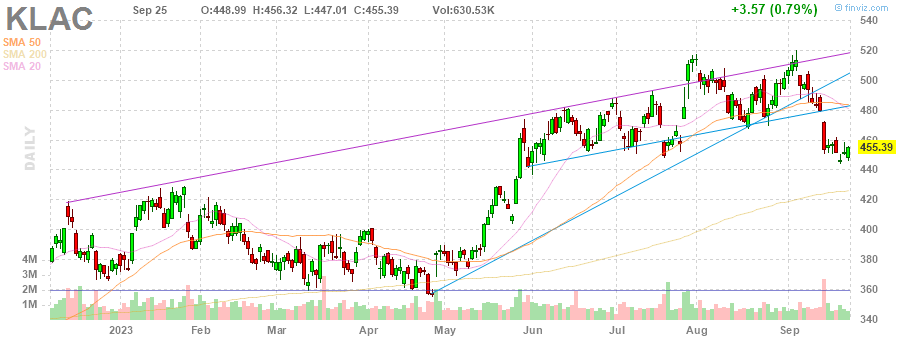 KLAC Sep 25 O:448.99 H:456.32 L:447.01 C:455.39 Vol:630.53K +3.57 (0.79%) © finviz.com
SMA 50
SMA 200
SMA 20
DAILY
540
520
500
480
460
455.39
440
420
400
380
360
340
4M
3M
2M
1M
2023 Feb Mar Apr May Jun Jul Aug Sep